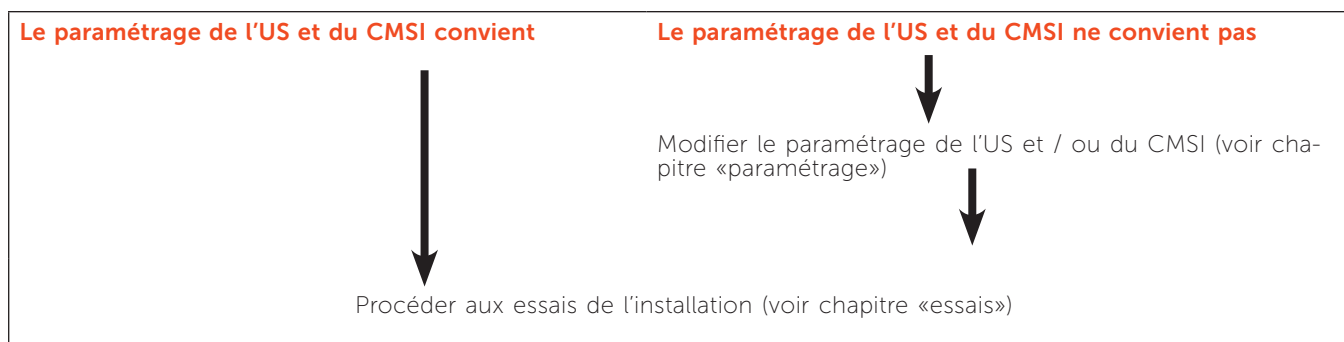 Le paramétrage de l’US et du CMSI convient
Le paramétrage de l’US et du CMSI ne convient pas
Modifier le paramétrage de l’US et / ou du CMSI (voir cha-
pitre «paramétrage»)
Procéder aux essais de l’installation (voir chapitre «essais»)